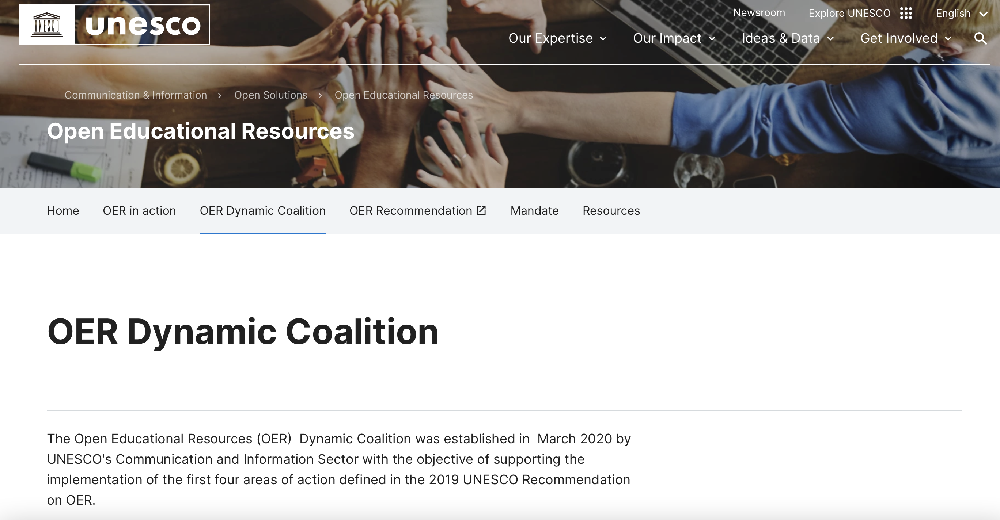 UNESCO
unesco
Newsroom
Explore UNESCO
English
Our Expertise
Our Impact
Ideas & Data
Get Involved
Communication & Information
Open Solutions
Open Educational Resources
Open Educational Resources
Home
OER in action
OER Dynamic Coalition
OER Recommendation
Mandate
Resources
OER Dynamic Coalition
The Open Educational Resources (OER)  Dynamic Coalition was established in  March 2020 by
UNESCO's Communication and Information Sector with the objective of supporting the
implementation of the first four areas of action defined in the 2019 UNESCO Recommendation
on OER.